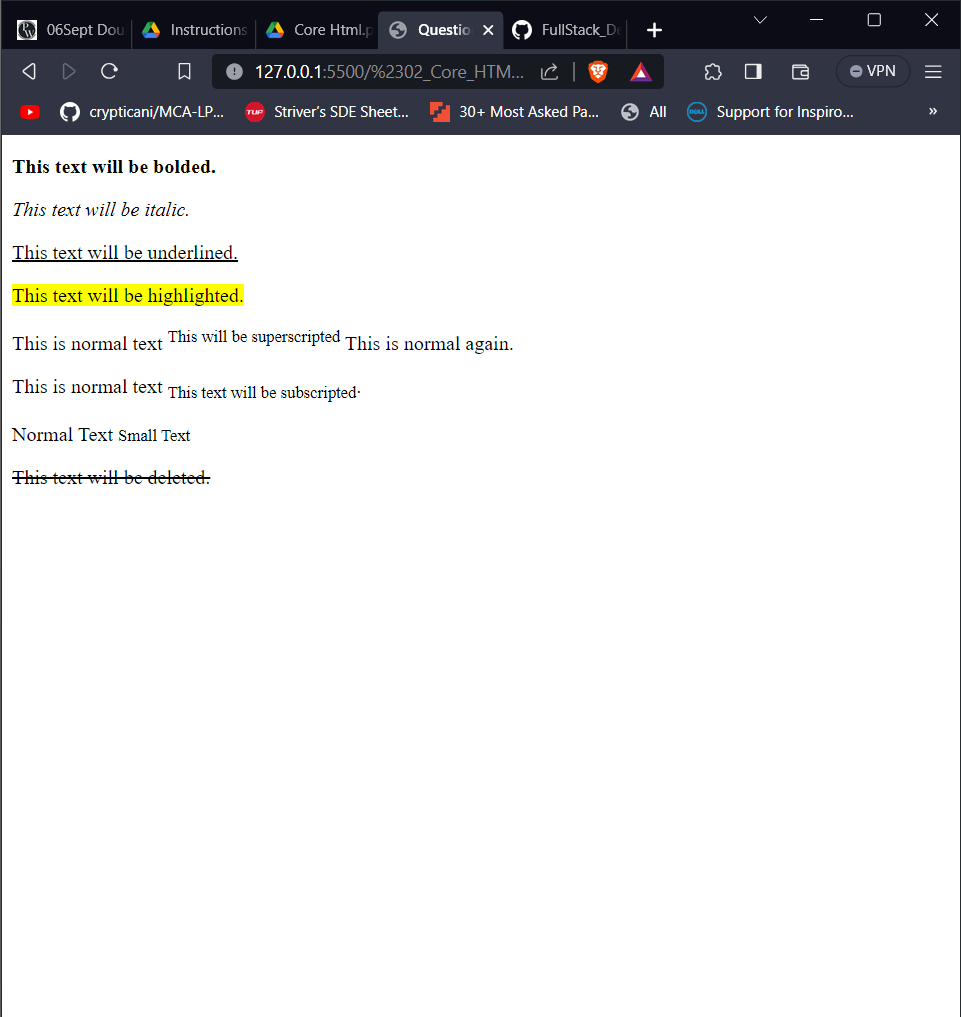 06Sept Dou Instructions Core Html.p Questio FullStack_De
127.0.0.1:5500/%2302_Core_HTM... VPN
crypticani/MCA-LP... TUF Striver's SDE Sheet... 30+ Most Asked Pa... All DELL Support for Inspiro... »
This text will be bolded.
This text will be italic.
This text will be underlined.
This text will be highlighted.
This is normal text This will be superscripted This is normal again.
This is normal text This text will be subscripted.
Normal Text Small Text
This text will be deleted.